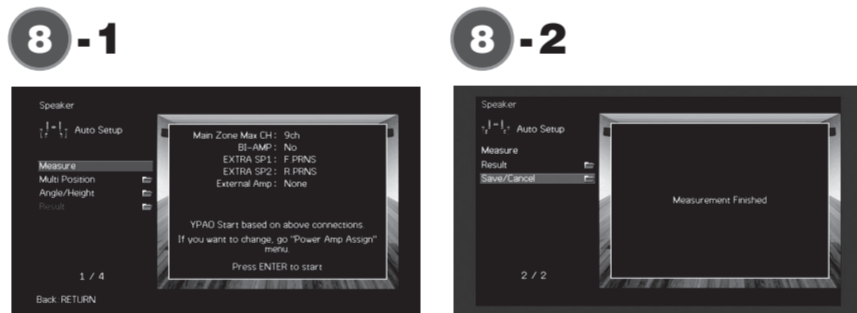 8-1
Speaker
Auto Setup
Measure
Multi Position
Angle/Height
Result
1 / 4
Back: RETURN
Main Zone Max CH : 9ch
BI-AMP : No
EXTRA SP1 : F.PRNS
EXTRA SP2 : R.PRNS
External Amp : None
YPAO Start based on above connections.
If you want to change, go "Power Amp Assign"
menu.
Press ENTER to start
8-2
Speaker
Auto Setup
Measure
Result
Save/Cancel
2 / 2
Measurement Finished